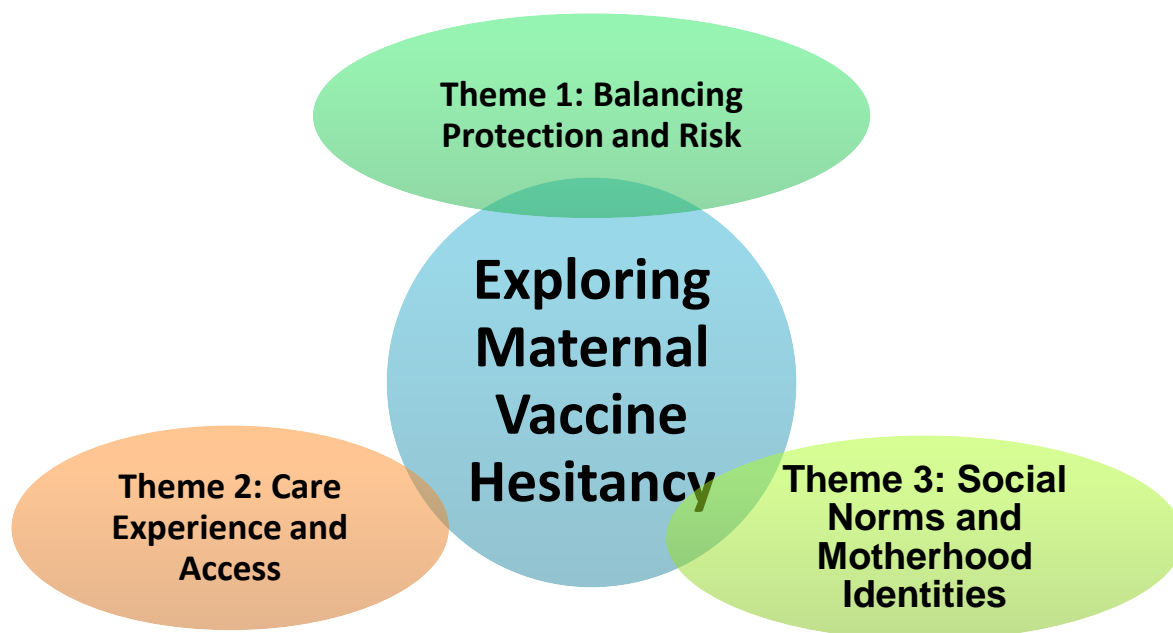 Theme 1: Balancing
Protection and Risk
Exploring
Maternal
Vaccine
Hesitancy
Theme 2: Care
Experience and
Access
Theme 3: Social
Norms and
Motherhood
Identities